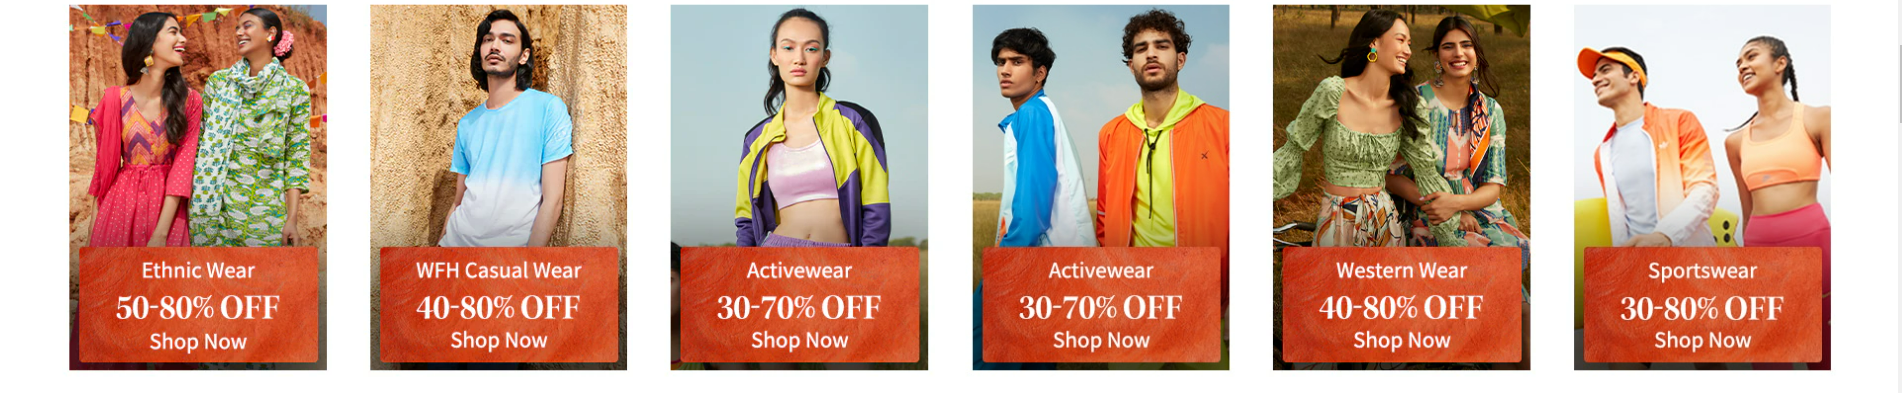 Ethnic Wear
50-80% OFF
Shop Now
WFH Casual Wear
40-80% OFF
Shop Now
Activewear
30-70% OFF
Shop Now
Activewear
30-70% OFF
Shop Now
Western Wear
40-80% OFF
Shop Now
Sportswear
30-80% OFF
Shop Now